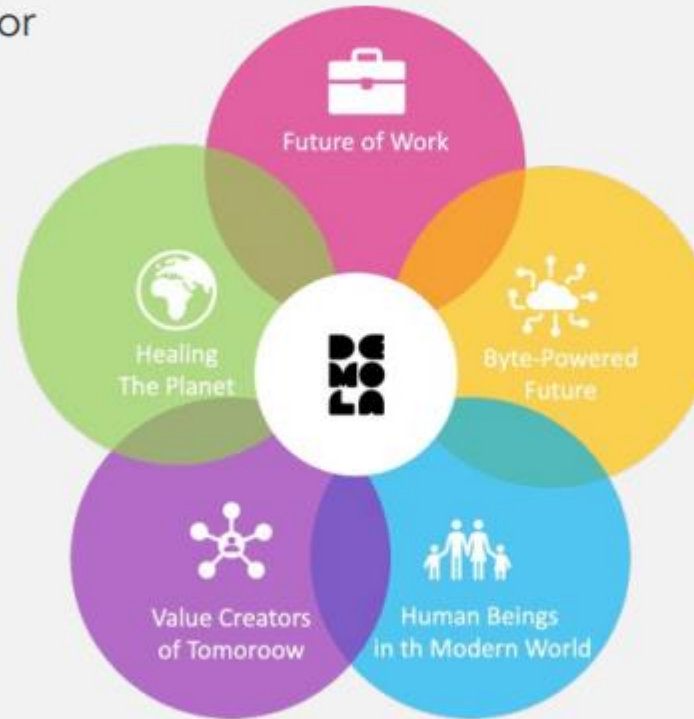 or
Future of Work
Healing
The Planet
DE
MO
LA
Byte-Powered
Future
Value Creators
of Tomoroow
Human Beings
in th Modern World